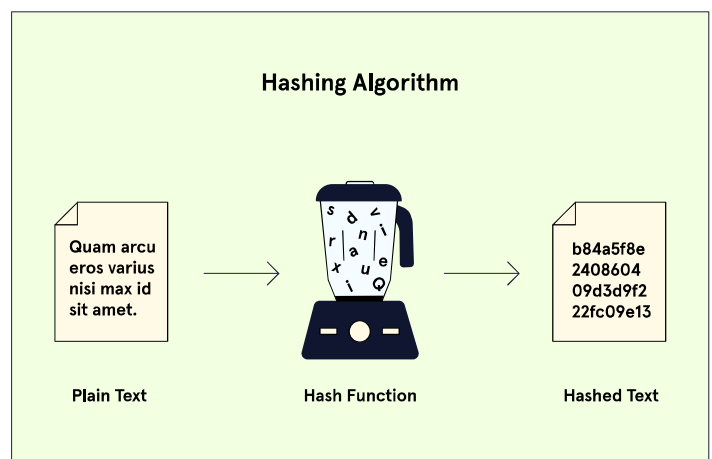 Hashing Algorithm
Quam arcu
eros varius
nisi max id
sit amet.
s d v
r n i
a
x u e
i Q
b84a5f8e
2408604
09d3d9f2
22fc09e13
Plain Text
Hash Function
Hashed Text